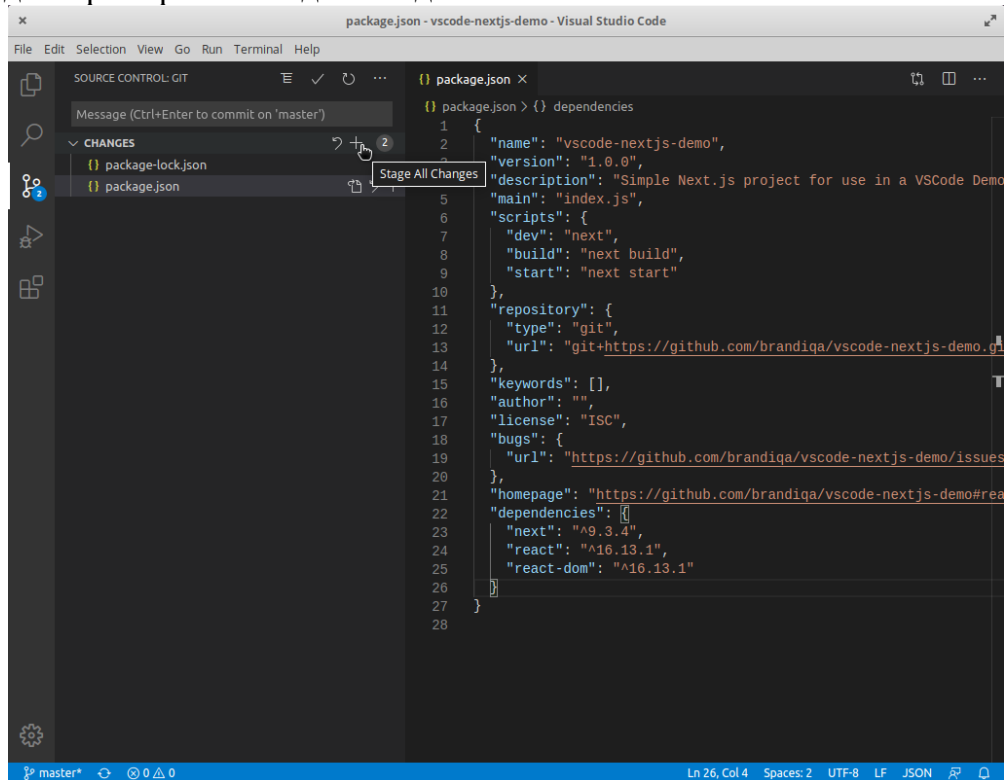 package.json - vscode-nextjs-demo - Visual Studio Code
File Edit Selection View Go Run Terminal Help
SOURCE CONTROL: GIT
Message (Ctrl+Enter to commit on 'master')
CHANGES 2
package-lock.json
package.json
Stage All Changes
2
{} package.json ×
{} package.json > {} dependencies
1 {
2 "name": "vscode-nextjs-demo",
"version": "1.0.0",
"description": "Simple Next.js project for use in a VSCode Demo
5 "main": "index.js",
6 "scripts": {
7 "dev": "next",
8 "build": "next build",
9 "start": "next start"
10 },
11 "repository": {
12 "type": "git",
13 "url": "git+https://github.com/brandiqa/vscode-nextjs-demo.gi
14 },
15 "keywords": [],
16 "author": "",
17 "license": "ISC",
18 "bugs": {
19 "url": "https://github.com/brandiqa/vscode-nextjs-demo/issues
20 },
21 "homepage": "https://github.com/brandiqa/vscode-nextjs-demo#rea
22 "dependencies": {
23 "next": "^9.3.4",
24 "react": "^16.13.1",
25 "react-dom": "^16.13.1"
26 }
27 }
28
master* 0 0 Ln 26, Col 4 Spaces: 2 UTF-8 LF JSON